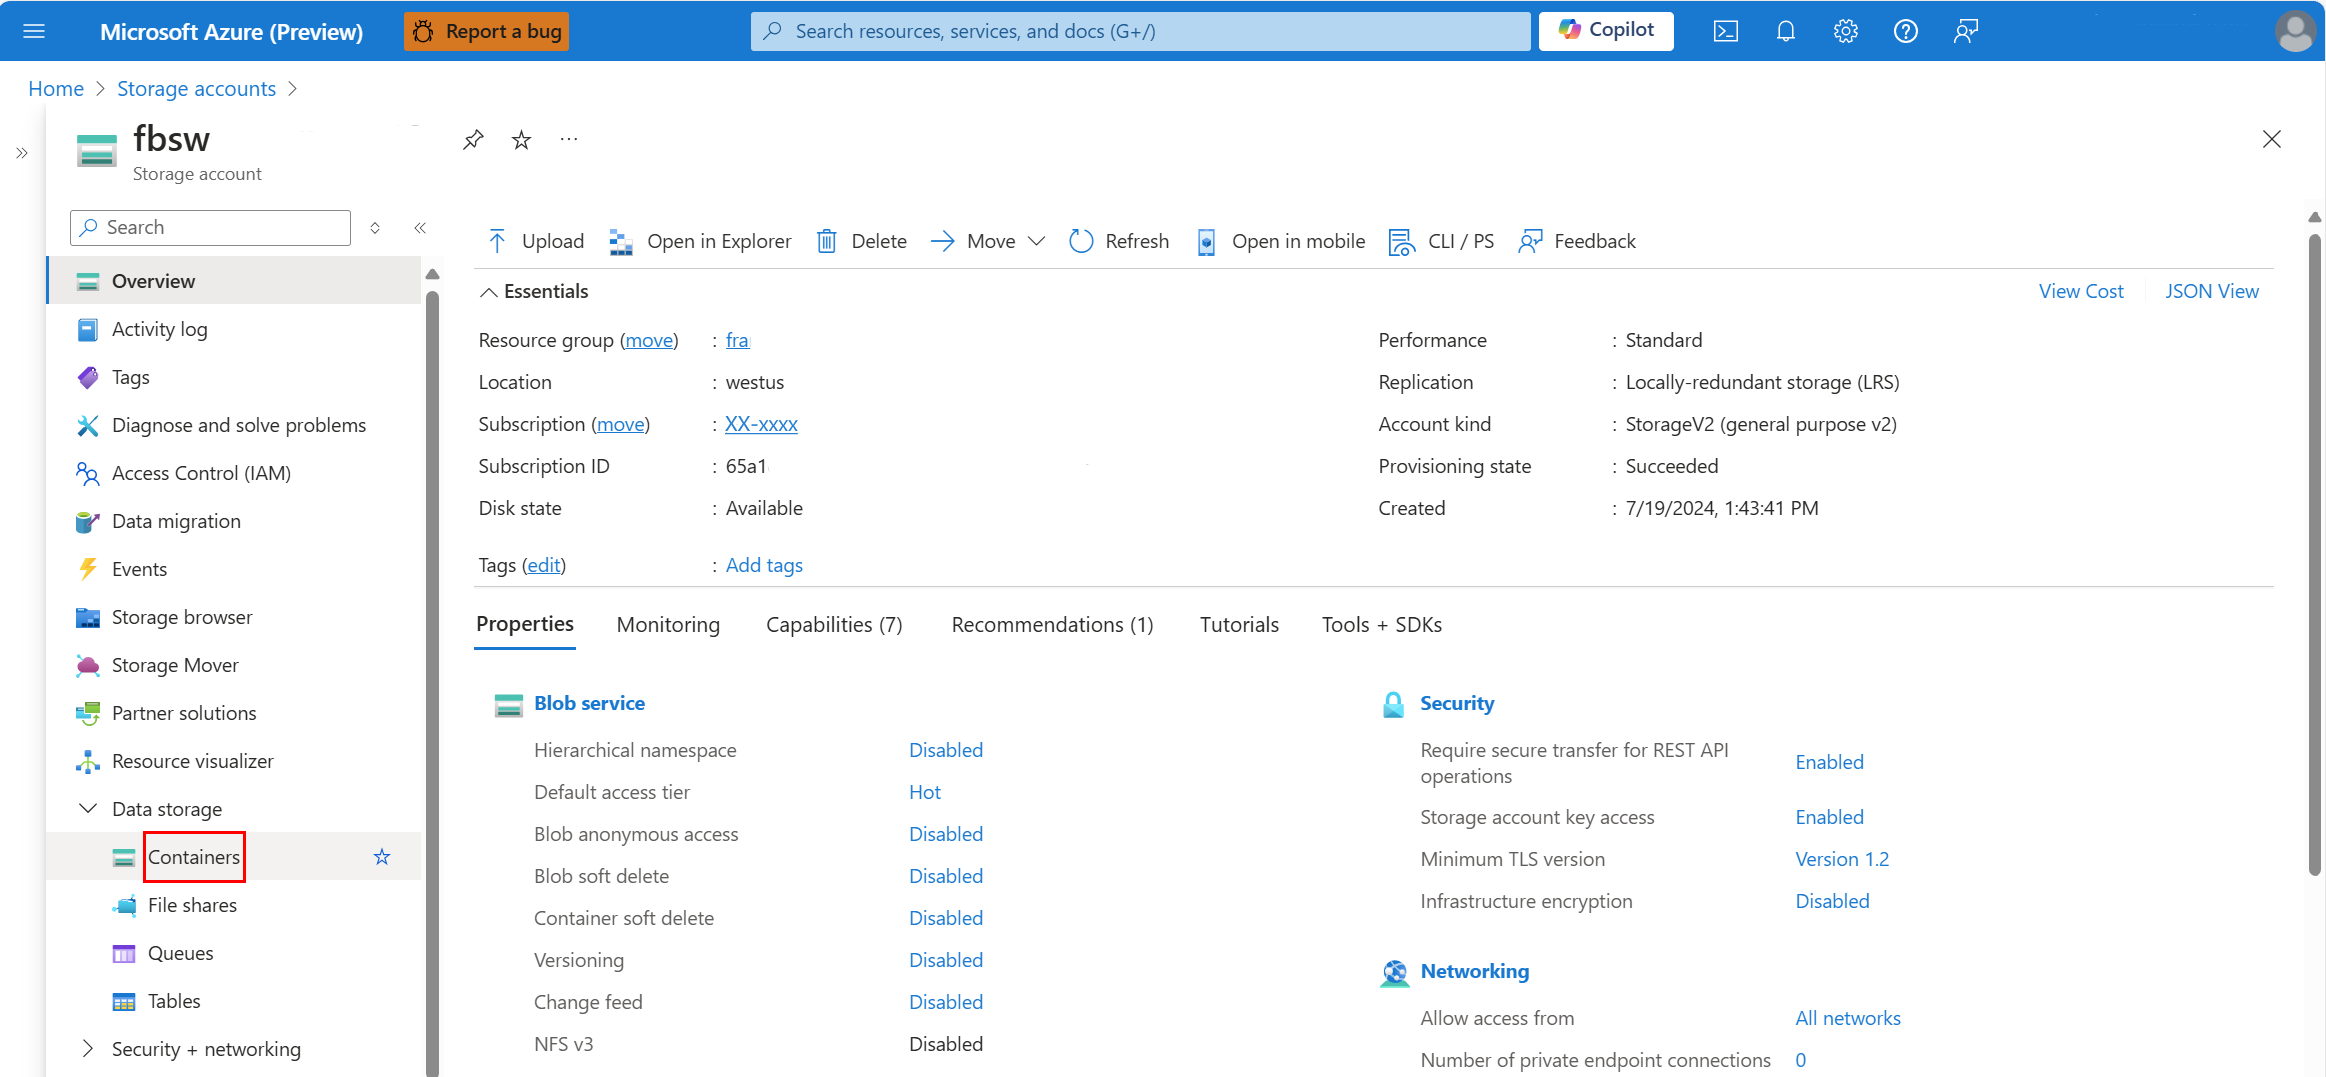 Microsoft Azure (Preview)
Report a bug
Search resources, services, and docs (G+/)
Copilot
Home
Storage accounts
fbsw
Storage account
Search
Overview
Activity log
Tags
Diagnose and solve problems
Access Control (IAM)
Data migration
Events
Storage browser
Storage Mover
Partner solutions
Resource visualizer
Data storage
Containers
File shares
Queues
Tables
Security + networking
Upload
Open in Explorer
Delete
Move
Refresh
Open in mobile
CLI / PS
Feedback
Essentials
View Cost
JSON View
Resource group (move) : fra
Location : westus
Subscription (move) : XX-xxxx
Subscription ID : 65a1
Disk state : Available
Tags (edit) : Add tags
Performance : Standard
Replication : Locally-redundant storage (LRS)
Account kind : StorageV2 (general purpose v2)
Provisioning state : Succeeded
Created : 7/19/2024, 1:43:41 PM
Properties
Monitoring
Capabilities (7)
Recommendations (1)
Tutorials
Tools + SDKs
Blob service
Hierarchical namespace Disabled
Default access tier Hot
Blob anonymous access Disabled
Blob soft delete Disabled
Container soft delete Disabled
Versioning Disabled
Change feed Disabled
NFS v3 Disabled
Security
Require secure transfer for REST API
operations Enabled
Storage account key access Enabled
Minimum TLS version Version 1.2
Infrastructure encryption Disabled
Networking
Allow access from All networks
Number of private endpoint connections 0